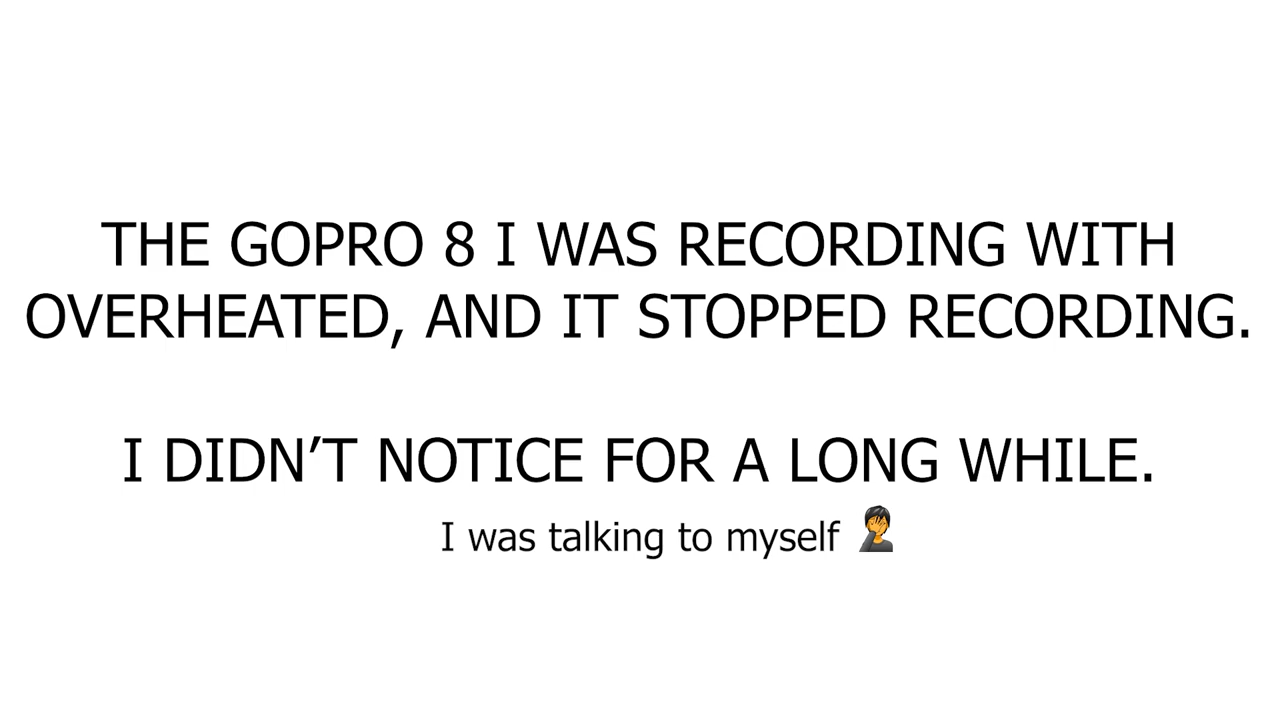 THE GOPRO 8 I WAS RECORDING WITH
OVERHEATED, AND IT STOPPED RECORDING.
I DIDN’T NOTICE FOR A LONG WHILE.
I was talking to myself 🤦